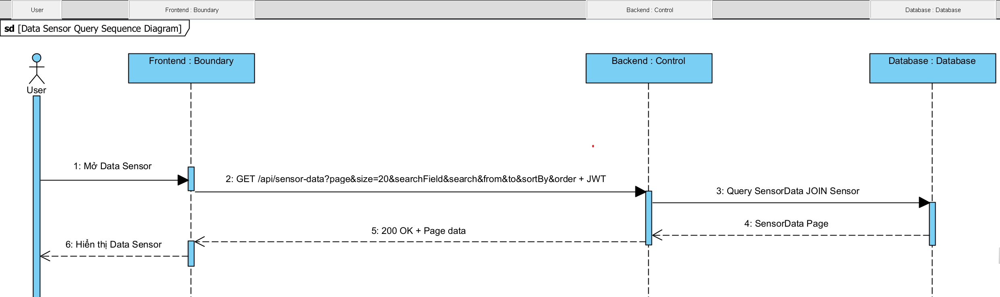 User
Frontend : Boundary
Backend : Control
Database : Database
sd [Data Sensor Query Sequence Diagram]
Frontend : Boundary
Backend : Control
Database : Database
User
1: Mở Data Sensor
2: GET /api/sensor-data?page&size=20&searchField&search&from&to&sortBy&order + JWT
3: Query SensorData JOIN Sensor
4: SensorData Page
5: 200 OK + Page data
6: Hiển thị Data Sensor